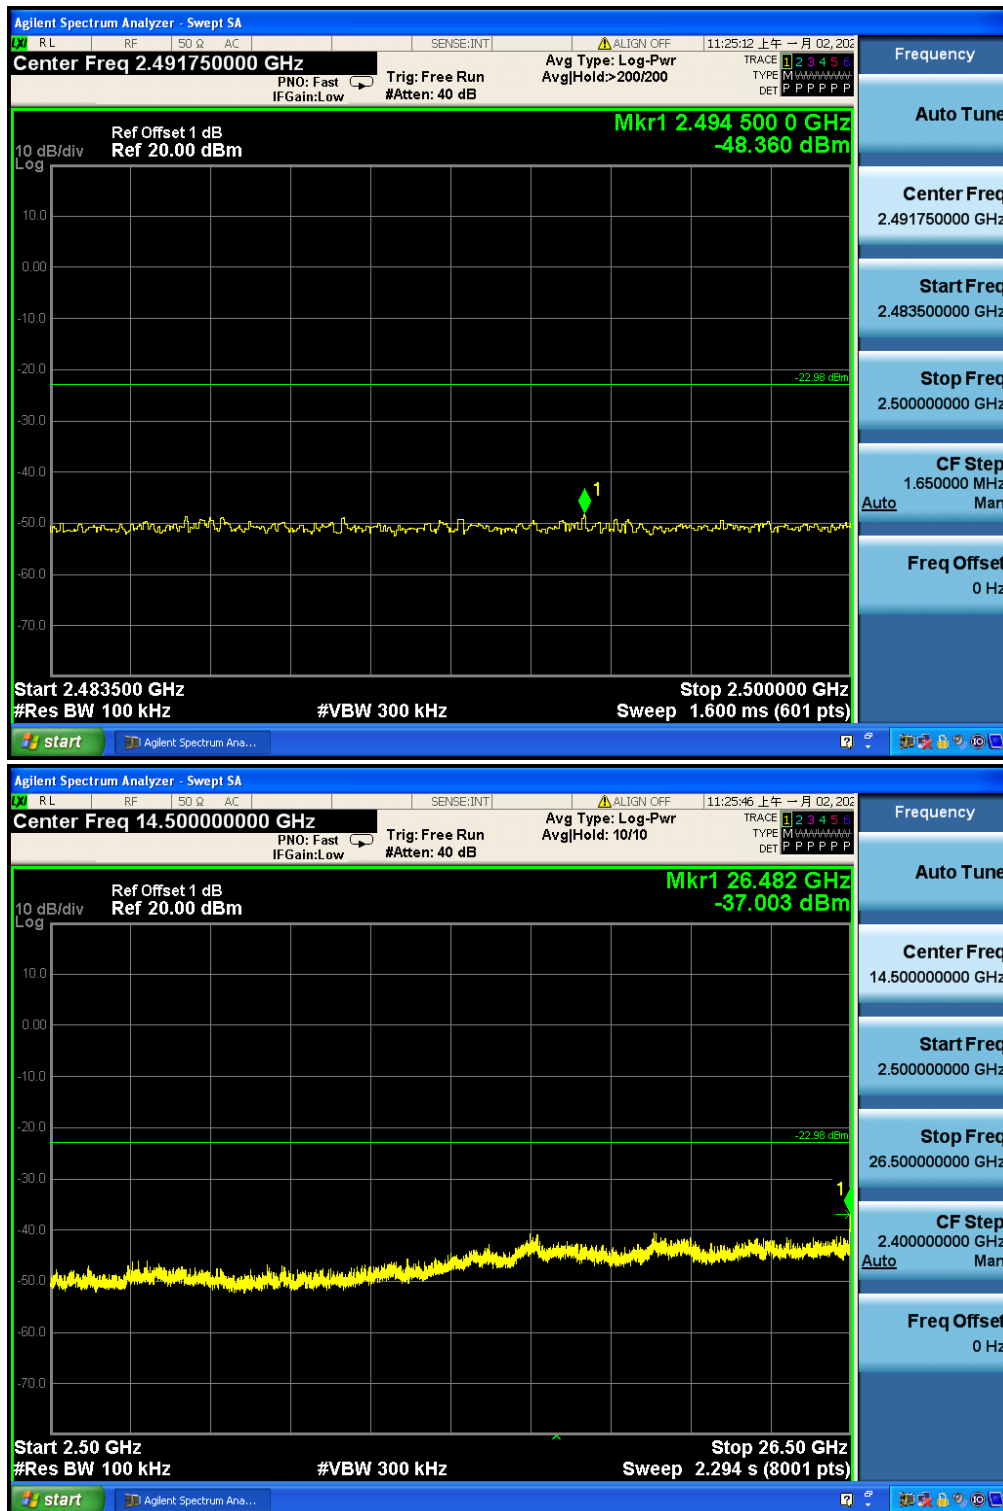 Agilent Spectrum Analyzer - Swept SA
LXI RL RF 50 Ω AC SENSE:INT ALIGN OFF 11:25:12 上午 一月 02, 202
Center Freq 2.491750000 GHz
PNO: Fast
IFGain:Low
Trig: Free Run
#Atten: 40 dB
Avg Type: Log-Pwr
Avg|Hold:>200/200
TRACE 1 2 3 4 5 6
TYPE M
DET P P P P P P
Mkr1 2.494 500 0 GHz
-48.360 dBm
Ref Offset 1 dB
10 dB/div Ref 20.00 dBm
Log
10.0
0.00
-10.0
-20.0
-22.98 dBm
-30.0
-40.0
1
-50.0
-60.0
-70.0
Start 2.483500 GHz Stop 2.500000 GHz
#Res BW 100 kHz #VBW 300 kHz Sweep 1.600 ms (601 pts)
Frequency
Auto Tune
Center Freq
2.491750000 GHz
Start Freq
2.483500000 GHz
Stop Freq
2.500000000 GHz
CF Step
1.650000 MHz
Auto Man
Freq Offset
0 Hz
start Agilent Spectrum Ana...
Agilent Spectrum Analyzer - Swept SA
LXI RL RF 50 Ω AC SENSE:INT ALIGN OFF 11:25:46 上午 一月 02, 202
Center Freq 14.500000000 GHz
PNO: Fast
IFGain:Low
Trig: Free Run
#Atten: 40 dB
Avg Type: Log-Pwr
Avg|Hold: 10/10
TRACE 1 2 3 4 5 6
TYPE M
DET P P P P P P
Mkr1 26.482 GHz
-37.003 dBm
Ref Offset 1 dB
10 dB/div Ref 20.00 dBm
Log
10.0
0.00
-10.0
-20.0
-22.98 dBm
-30.0
1
-40.0
-50.0
-60.0
-70.0
Start 2.50 GHz Stop 26.50 GHz
#Res BW 100 kHz #VBW 300 kHz Sweep 2.294 s (8001 pts)
Frequency
Auto Tune
Center Freq
14.500000000 GHz
Start Freq
2.500000000 GHz
Stop Freq
26.500000000 GHz
CF Step
2.400000000 GHz
Auto Man
Freq Offset
0 Hz
start Agilent Spectrum Ana...